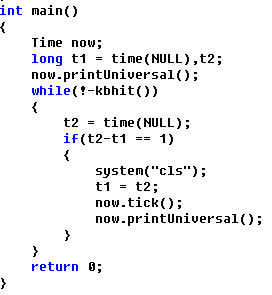 int main()
{
    Time now;
    long t1 = time(NULL),t2;
    now.printUniversal();
    while(!-kbhit())
    {
        t2 = time(NULL);
        if(t2-t1 == 1)
        {
            system("cls");
            t1 = t2;
            now.tick();
            now.printUniversal();
        }
    }
    return 0;
}